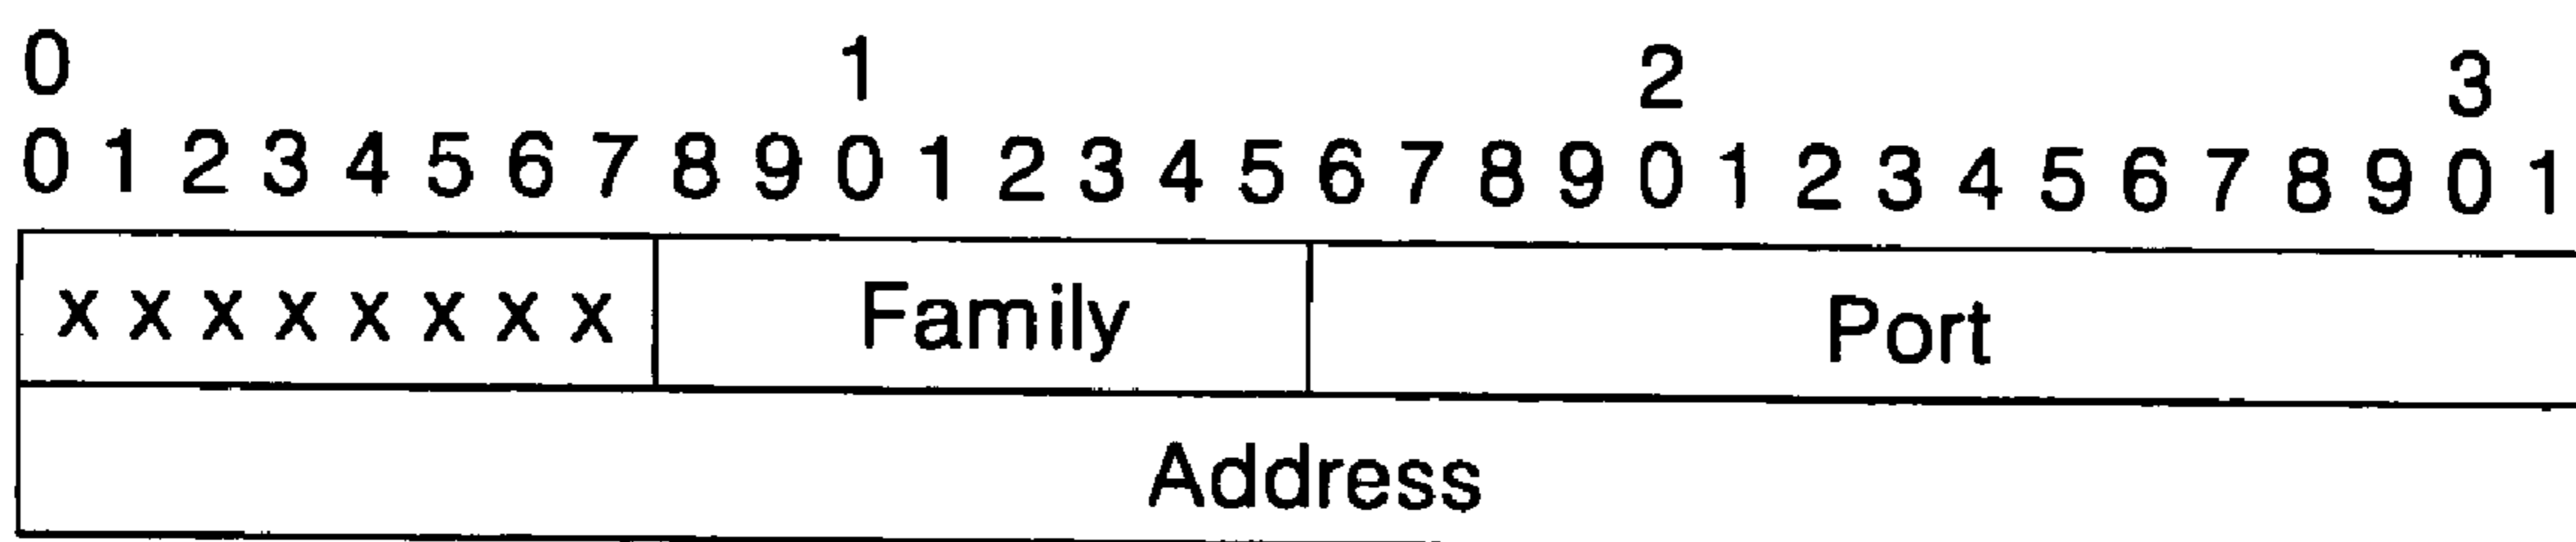 0 1 2 3
0 1 2 3 4 5 6 7 8 9 0 1 2 3 4 5 6 7 8 9 0 1 2 3 4 5 6 7 8 9 0 1
x x x x x x x x Family Port
Address